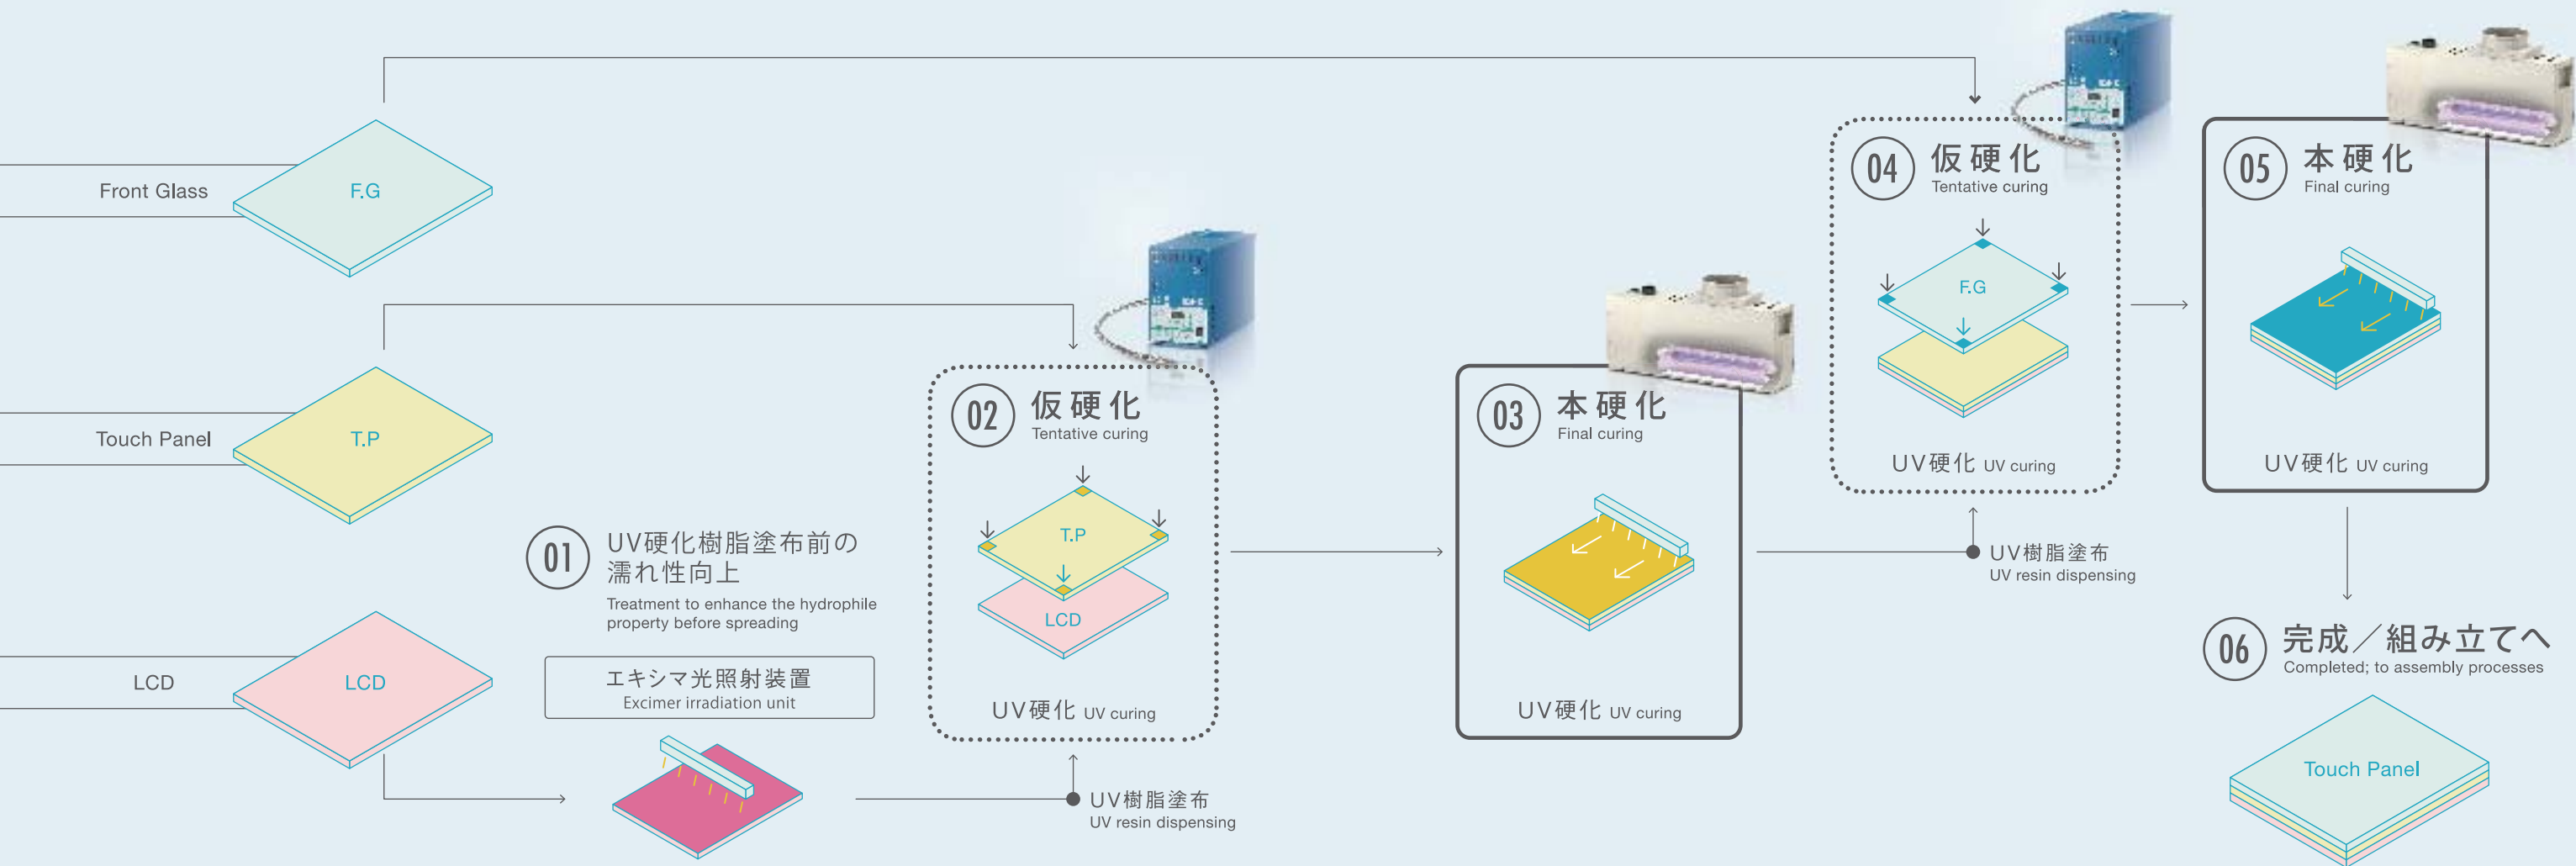 Front Glass
F.G
Touch Panel
T.P
LCD
LCD
01
UV硬化樹脂塗布前の
濡れ性向上
Treatment to enhance the hydrophile
property before spreading
エキシマ光照射装置
Excimer irradiation unit
UV樹脂塗布
UV resin dispensing
02
仮硬化
Tentative curing
T.P
LCD
UV硬化 UV curing
03
本硬化
Final curing
UV硬化 UV curing
UV樹脂塗布
UV resin dispensing
04
仮硬化
Tentative curing
F.G
UV硬化 UV curing
05
本硬化
Final curing
UV硬化 UV curing
06
完成／組み立てへ
Completed; to assembly processes
Touch Panel